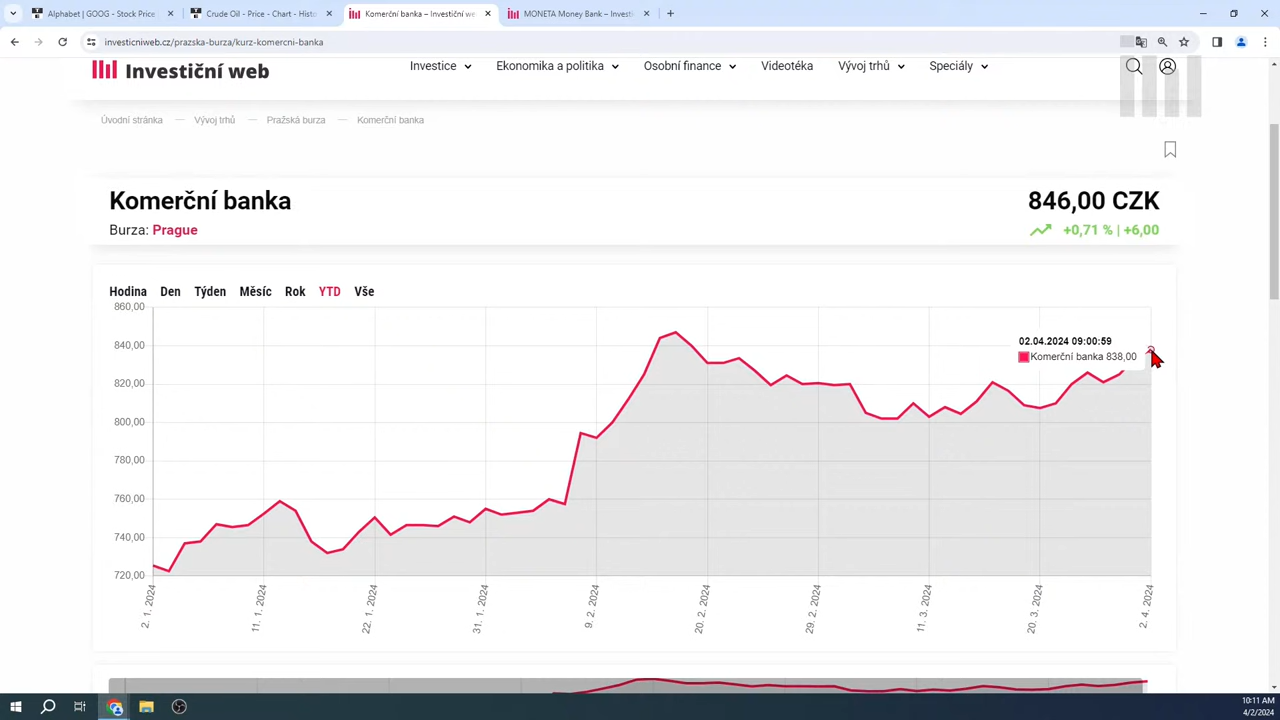 Alphabet | GOOG - Stock Price
Crude Oil - Price - Chart - Histo
Komerční banka – Investiční we
MONETA Money Bank – Investi
investicniweb.cz/prazska-burza/kurz-komercni-banka
Investiční web
Investice
Ekonomika a politika
Osobní finance
Videotéka
Vývoj trhů
Speciály
Úvodní stránka — Vývoj trhů — Pražská burza — Komerční banka
Komerční banka
846,00 CZK
Burza: Prague
+0,71 % | +6,00
Hodina Den Týden Měsíc Rok YTD Vše
860,00
840,00
820,00
800,00
780,00
760,00
740,00
720,00
02.04.2024 09:00:59
Komerční banka 838,00
2. 1. 2024
11. 1. 2024
22. 1. 2024
31. 1. 2024
9. 2. 2024
20. 2. 2024
29. 2. 2024
11. 3. 2024
20. 3. 2024
2. 4. 2024
10:11 AM
4/2/2024